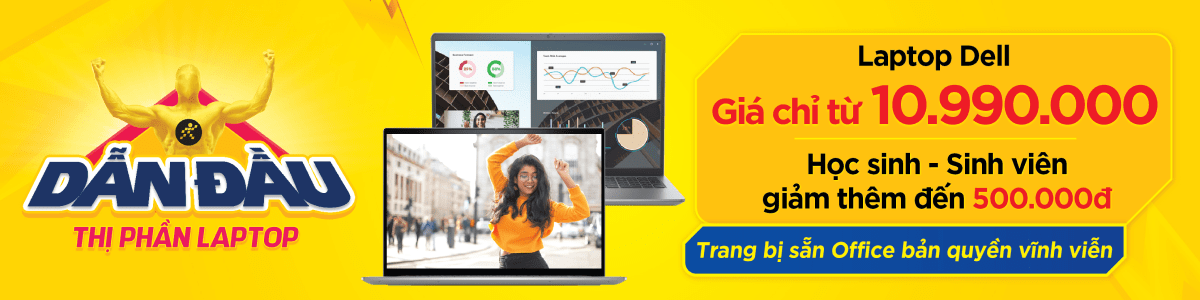 DẪN ĐẦU
THỊ PHẦN LAPTOP
Laptop Dell
Giá chỉ từ 10.990.000
Học sinh - Sinh viên
giảm thêm đến 500.000đ
Trang bị sẵn Office bản quyền vĩnh viễn